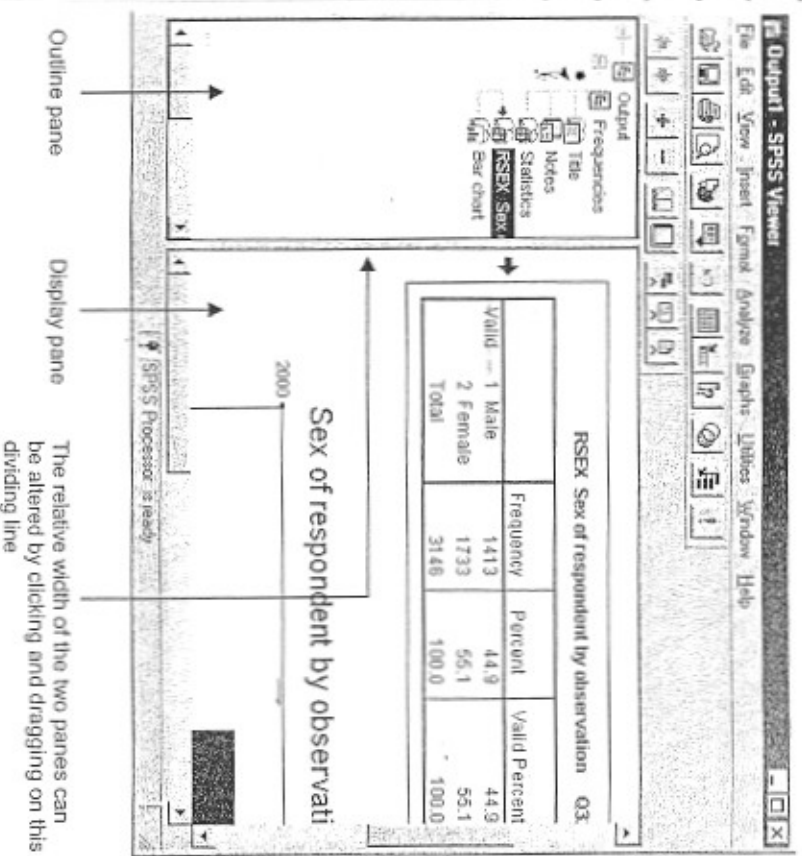 Output1 - SPSS Viewer
File Edit View Insert Format Analyze Graphs Utilities Window Help
Output
Frequencies
Title
Notes
Statistics
RSEX Sex
Bar chart
RSEX Sex of respondent by observation Q3:
Frequency Percent Valid Percent
Valid 1 Male 1413 44.9 44.9
2 Female 1733 55.1 55.1
Total 3146 100.0 100.0
Sex of respondent by observati
2000
SPSS Processor is ready
Outline pane
Display pane
The relative width of the two panes can
be altered by clicking and dragging on this
dividing line